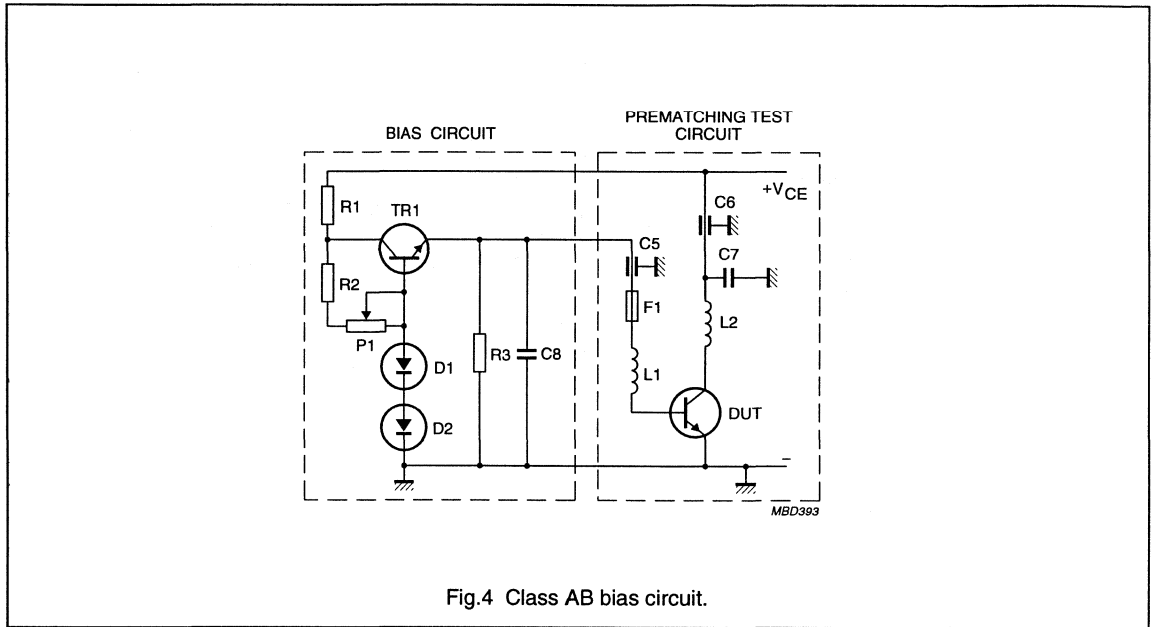 PREMATCHING TEST
CIRCUIT
BIAS CIRCUIT
+VCE
R1
TR1
C6
C5
C7
R2
F1
L2
P1
R3
C8
D1
L1
DUT
D2
–
MBD393
Fig.4 Class AB bias circuit.